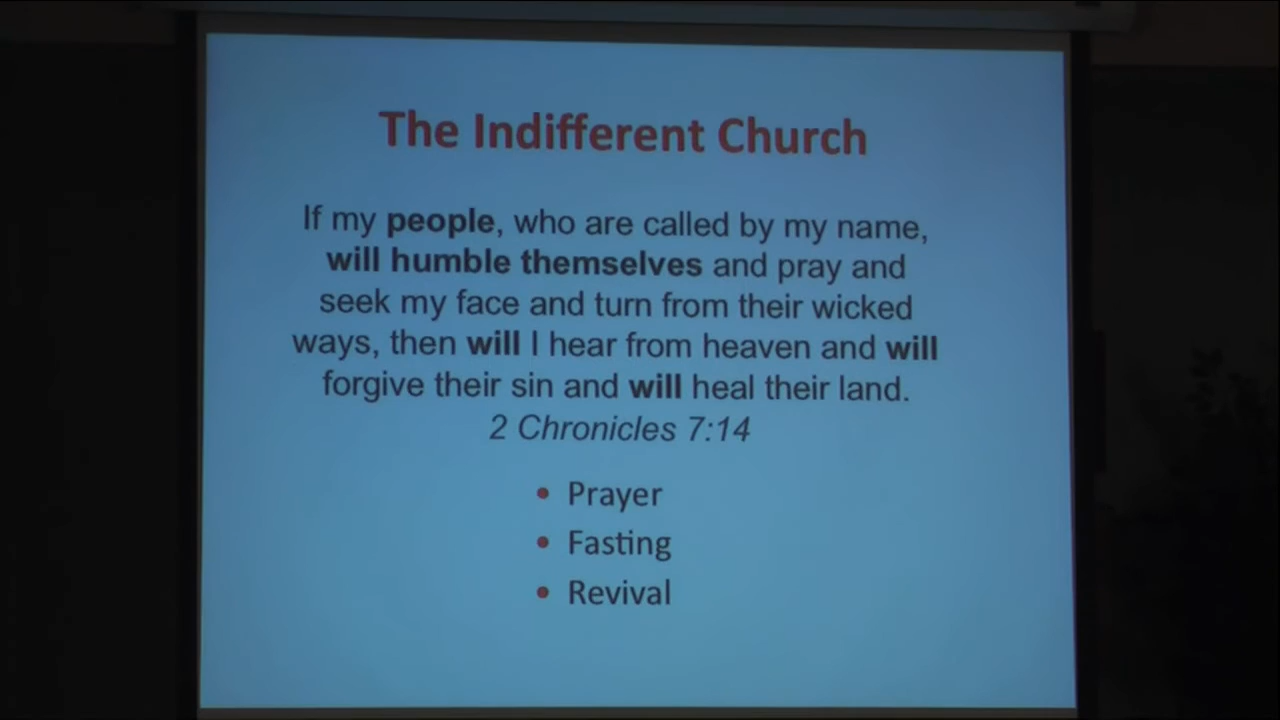 The Indifferent Church
If my people, who are called by my name,
will humble themselves and pray and
seek my face and turn from their wicked
ways, then will I hear from heaven and will
forgive their sin and will heal their land.
2 Chronicles 7:14
• Prayer
• Fasting
• Revival